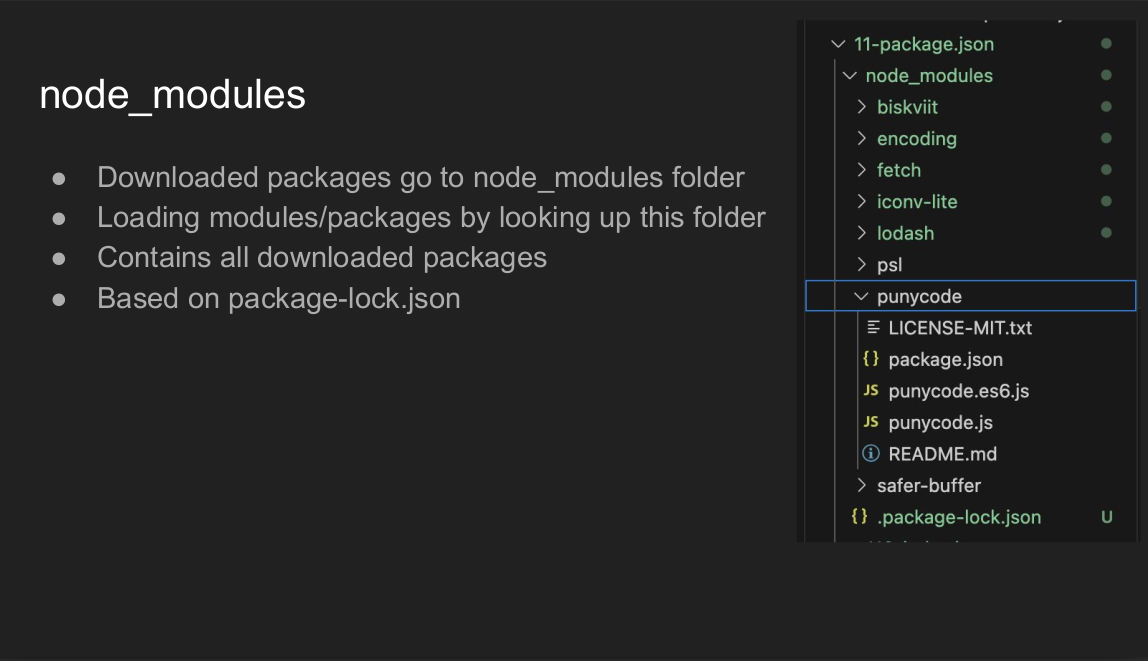 node_modules
● Downloaded packages go to node_modules folder
● Loading modules/packages by looking up this folder
● Contains all downloaded packages
● Based on package-lock.json
11-package.json
node_modules
biskviit
encoding
fetch
iconv-lite
lodash
psl
punycode
LICENSE-MIT.txt
{} package.json
JS punycode.es6.js
JS punycode.js
README.md
safer-buffer
{} .package-lock.json U